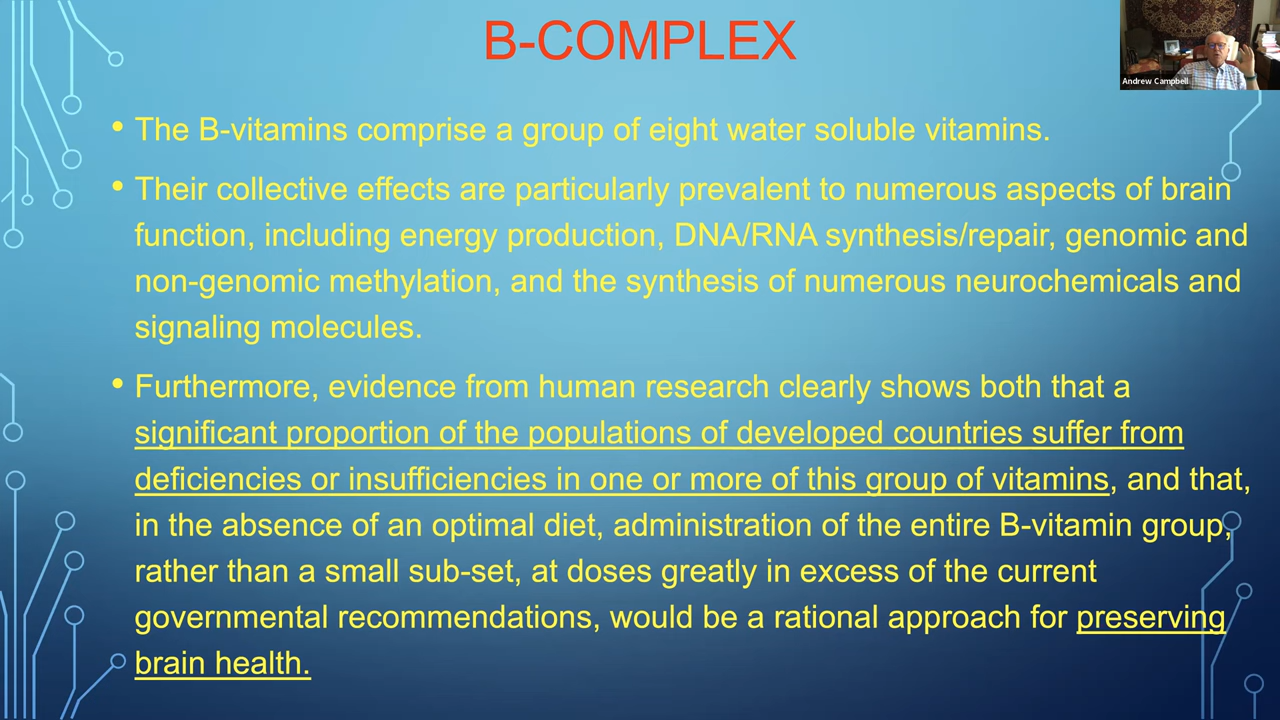 B-COMPLEX
Andrew Campbell
• The B-vitamins comprise a group of eight water soluble vitamins.
• Their collective effects are particularly prevalent to numerous aspects of brain
function, including energy production, DNA/RNA synthesis/repair, genomic and
non-genomic methylation, and the synthesis of numerous neurochemicals and
signaling molecules.
• Furthermore, evidence from human research clearly shows both that a
significant proportion of the populations of developed countries suffer from
deficiencies or insufficiencies in one or more of this group of vitamins, and that,
in the absence of an optimal diet, administration of the entire B-vitamin group,
rather than a small sub-set, at doses greatly in excess of the current
governmental recommendations, would be a rational approach for preserving
brain health.